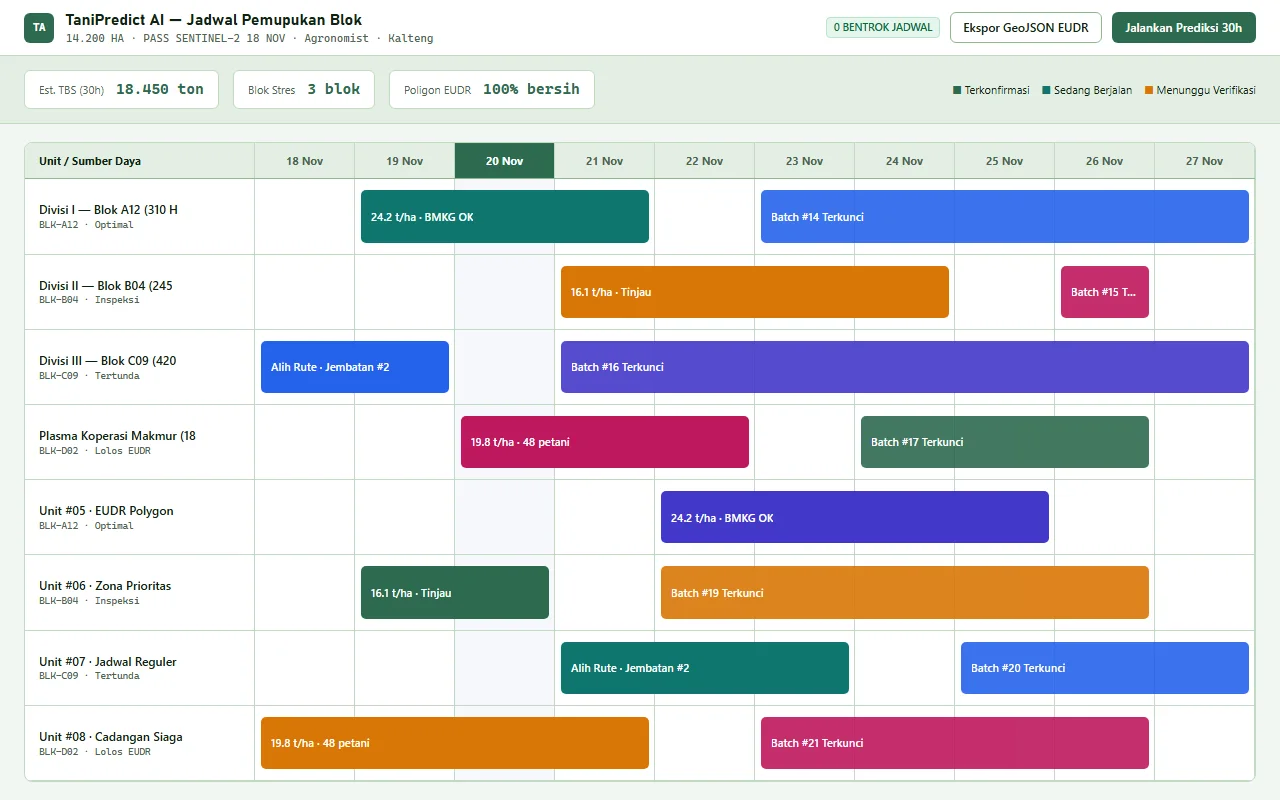 TA
TaniPredict AI — Jadwal Pemupukan Blok
14.200 HA · PASS SENTINEL-2 18 NOV · Agronomist · Kalteng
0 BENTROK JADWAL
Ekspor GeoJSON EUDR
Jalankan Prediksi 30h
Est. TBS (30h) 18.450 ton
Blok Stres 3 blok
Poligon EUDR 100% bersih
Terkonfirmasi
Sedang Berjalan
Menunggu Verifikasi
Unit / Sumber Daya
18 Nov
19 Nov
20 Nov
21 Nov
22 Nov
23 Nov
24 Nov
25 Nov
26 Nov
27 Nov
Divisi I — Blok A12 (310 H
BLK-A12 · Optimal
24.2 t/ha · BMKG OK
Batch #14 Terkunci
Divisi II — Blok B04 (245
BLK-B04 · Inspeksi
16.1 t/ha · Tinjau
Batch #15 T...
Divisi III — Blok C09 (420
BLK-C09 · Tertunda
Alih Rute · Jembatan #2
Batch #16 Terkunci
Plasma Koperasi Makmur (18
BLK-D02 · Lolos EUDR
19.8 t/ha · 48 petani
Batch #17 Terkunci
Unit #05 · EUDR Polygon
BLK-A12 · Optimal
24.2 t/ha · BMKG OK
Unit #06 · Zona Prioritas
BLK-B04 · Inspeksi
16.1 t/ha · Tinjau
Batch #19 Terkunci
Unit #07 · Jadwal Reguler
BLK-C09 · Tertunda
Alih Rute · Jembatan #2
Batch #20 Terkunci
Unit #08 · Cadangan Siaga
BLK-D02 · Lolos EUDR
19.8 t/ha · 48 petani
Batch #21 Terkunci